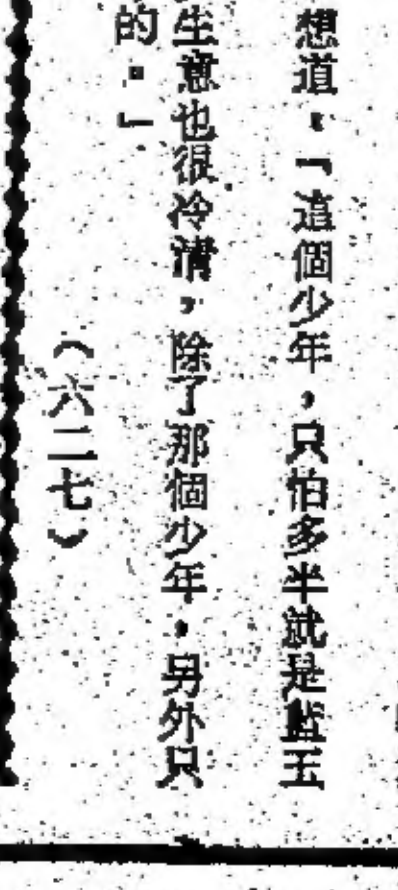 想道：「這個少年，只怕多半就是藍玉
生意也很冷清，除了那個少年，另外只
的。」
（六二七）